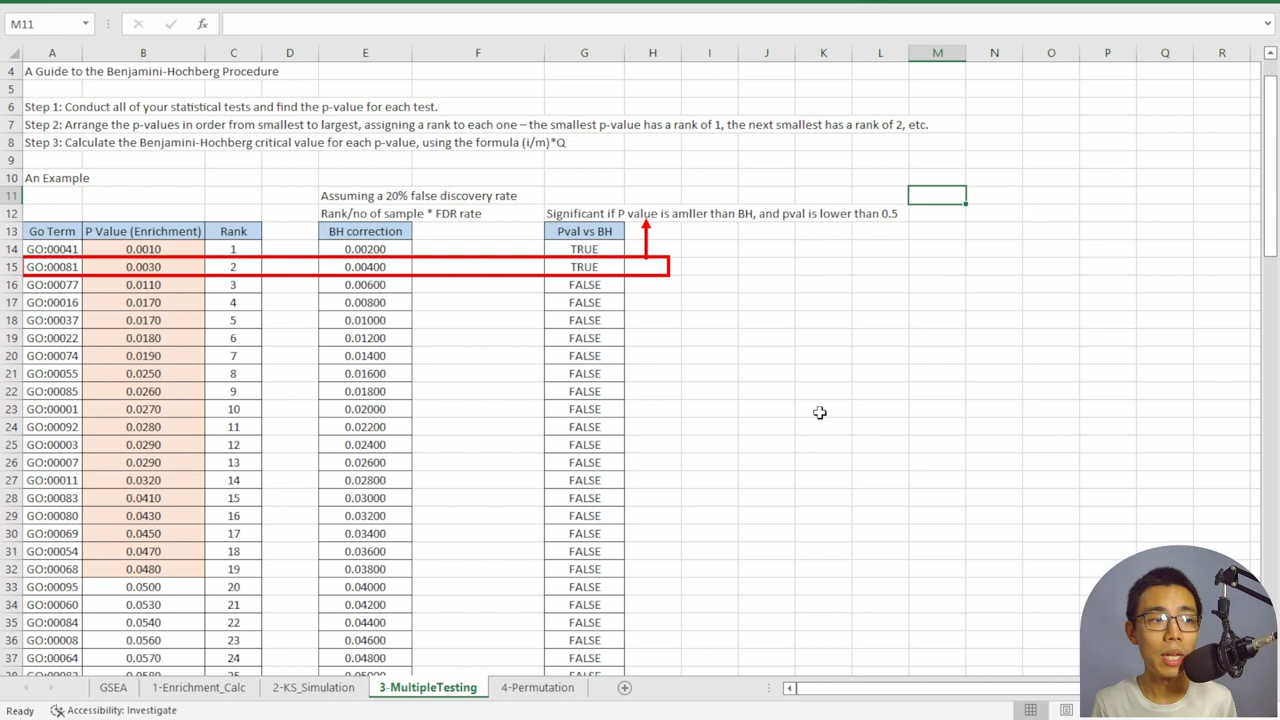 M11
fx
A B C D E F G H I J K L M N O P Q R
4 A Guide to the Benjamini-Hochberg Procedure
5
6 Step 1: Conduct all of your statistical tests and find the p-value for each test.
7 Step 2: Arrange the p-values in order from smallest to largest, assigning a rank to each one – the smallest p-value has a rank of 1, the next smallest has a rank of 2, etc.
8 Step 3: Calculate the Benjamini-Hochberg critical value for each p-value, using the formula (i/m)*Q
9
10 An Example
11 Assuming a 20% false discovery rate
12 Rank/no of sample * FDR rate Significant if P value is amller than BH, and pval is lower than 0.5
13 Go Term P Value (Enrichment) Rank BH correction Pval vs BH
14 GO:00041 0.0010 1 0.00200 TRUE
15 GO:00081 0.0030 2 0.00400 TRUE
16 GO:00077 0.0110 3 0.00600 FALSE
17 GO:00016 0.0170 4 0.00800 FALSE
18 GO:00037 0.0170 5 0.01000 FALSE
19 GO:00022 0.0180 6 0.01200 FALSE
20 GO:00074 0.0190 7 0.01400 FALSE
21 GO:00055 0.0250 8 0.01600 FALSE
22 GO:00085 0.0260 9 0.01800 FALSE
23 GO:00001 0.0270 10 0.02000 FALSE
24 GO:00092 0.0280 11 0.02200 FALSE
25 GO:00003 0.0290 12 0.02400 FALSE
26 GO:00007 0.0290 13 0.02600 FALSE
27 GO:00011 0.0320 14 0.02800 FALSE
28 GO:00083 0.0410 15 0.03000 FALSE
29 GO:00080 0.0430 16 0.03200 FALSE
30 GO:00069 0.0450 17 0.03400 FALSE
31 GO:00054 0.0470 18 0.03600 FALSE
32 GO:00068 0.0480 19 0.03800 FALSE
33 GO:00095 0.0500 20 0.04000 FALSE
34 GO:00060 0.0530 21 0.04200 FALSE
35 GO:00084 0.0540 22 0.04400 FALSE
36 GO:00008 0.0560 23 0.04600 FALSE
37 GO:00064 0.0570 24 0.04800 FALSE
GSEA 1-Enrichment_Calc 2-KS_Simulation 3-MultipleTesting 4-Permutation
Ready Accessibility: Investigate